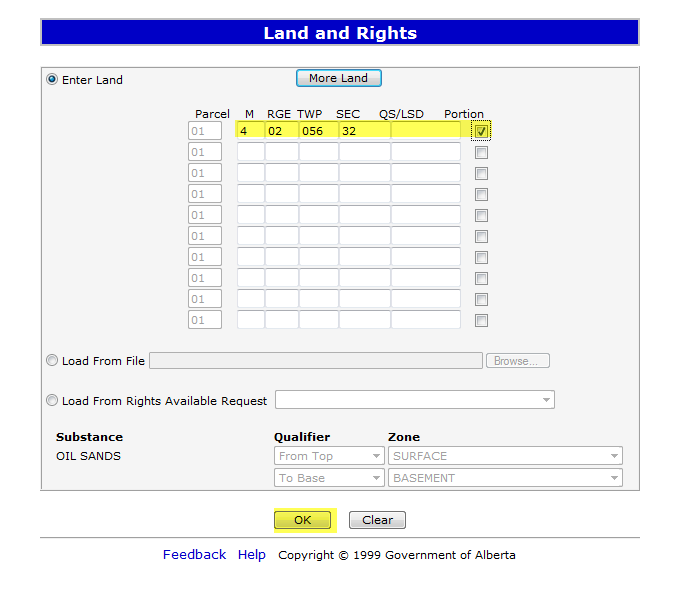 Land and Rights
Enter Land More Land
Parcel M RGE TWP SEC QS/LSD Portion
01 4 02 056 32
01
01
01
01
01
01
01
01
01
Load From File Browse...
Load From Rights Available Request
Substance Qualifier Zone
OIL SANDS From Top SURFACE
To Base BASEMENT
OK Clear
Feedback Help Copyright © 1999 Government of Alberta